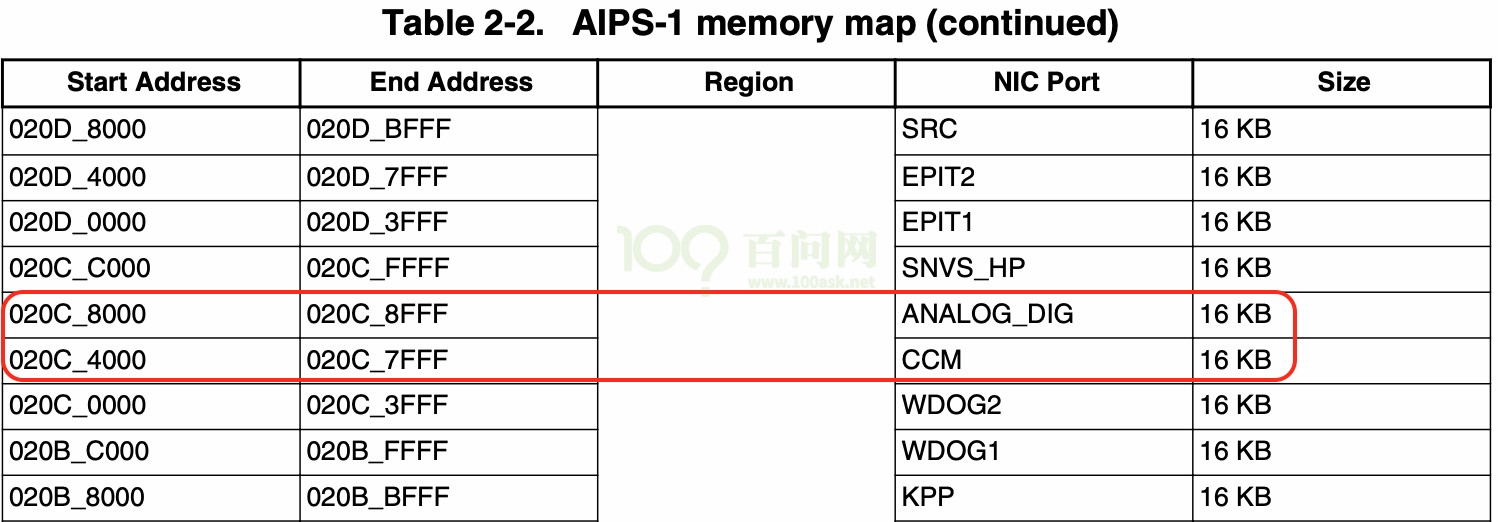 Table 2-2. AIPS-1 memory map (continued)
Start Address End Address Region NIC Port Size
020D_8000 020D_BFFF SRC 16 KB
020D_4000 020D_7FFF EPIT2 16 KB
020D_0000 020D_3FFF EPIT1 16 KB
020C_C000 020C_FFFF SNVS_HP 16 KB
020C_8000 020C_8FFF ANALOG_DIG 16 KB
020C_4000 020C_7FFF CCM 16 KB
020C_0000 020C_3FFF WDOG2 16 KB
020B_C000 020B_FFFF WDOG1 16 KB
020B_8000 020B_BFFF KPP 16 KB
100 百问网
www.100ask.net